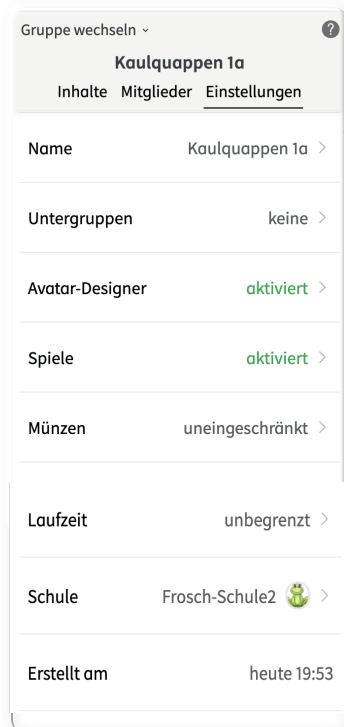 Gruppe wechseln ?
Kaulquappen 1a
Inhalte Mitglieder Einstellungen
Name Kaulquappen 1a
Untergruppen keine
Avatar-Designer aktiviert
Spiele aktiviert
Münzen uneingeschränkt
Laufzeit unbegrenzt
Schule Frosch-Schule2
Erstellt am heute 19:53